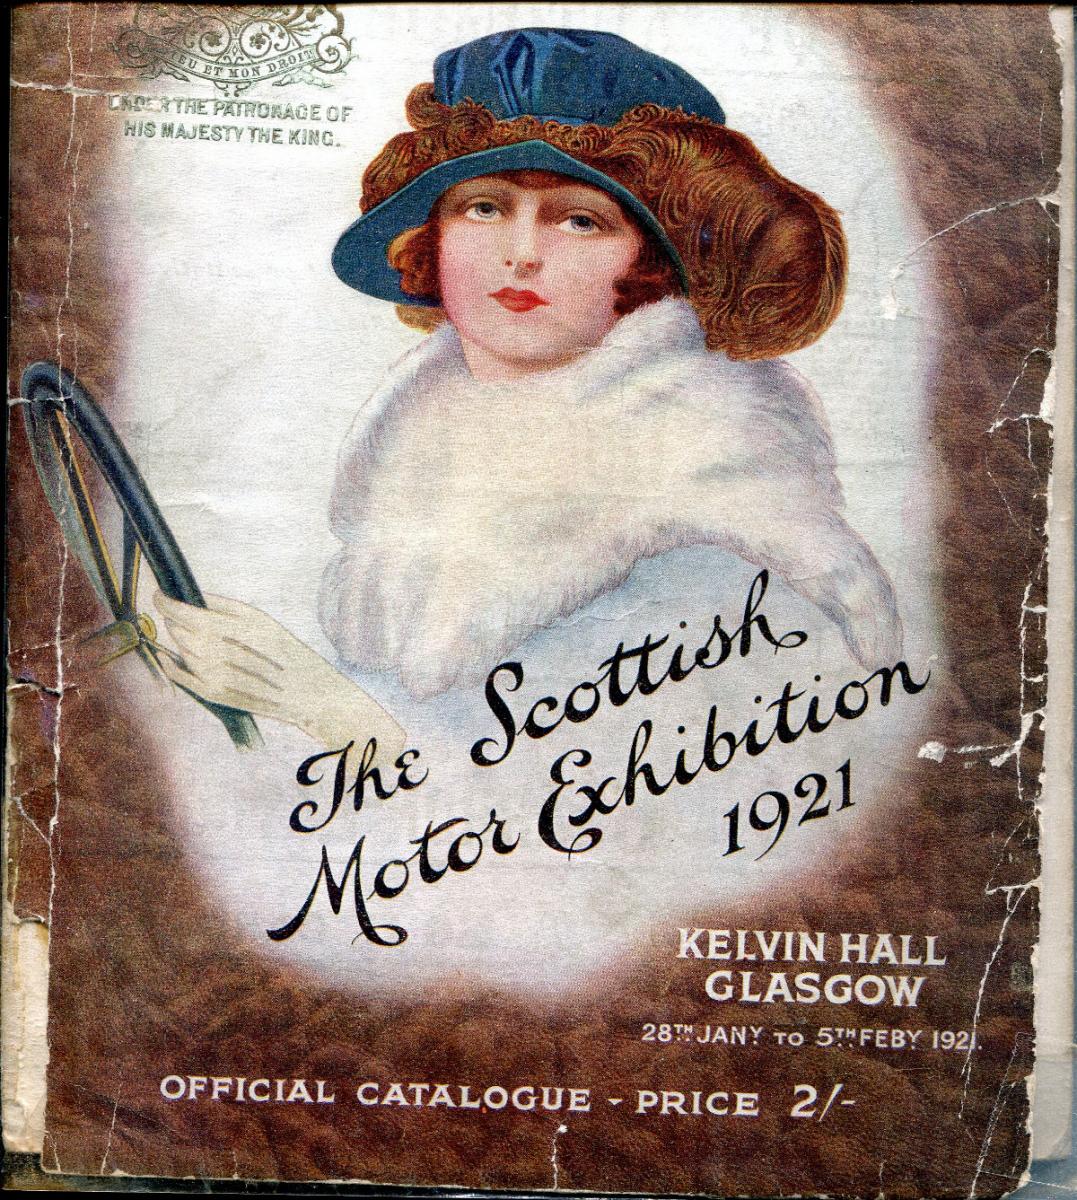 DIEU ET MON DROIT
UNDER THE PATRONAGE OF
HIS MAJESTY THE KING.
The Scottish
Motor Exhibition
1921
KELVIN HALL
GLASGOW
28TH JANY TO 5TH FEBY 1921.
OFFICIAL CATALOGUE - PRICE 2/-